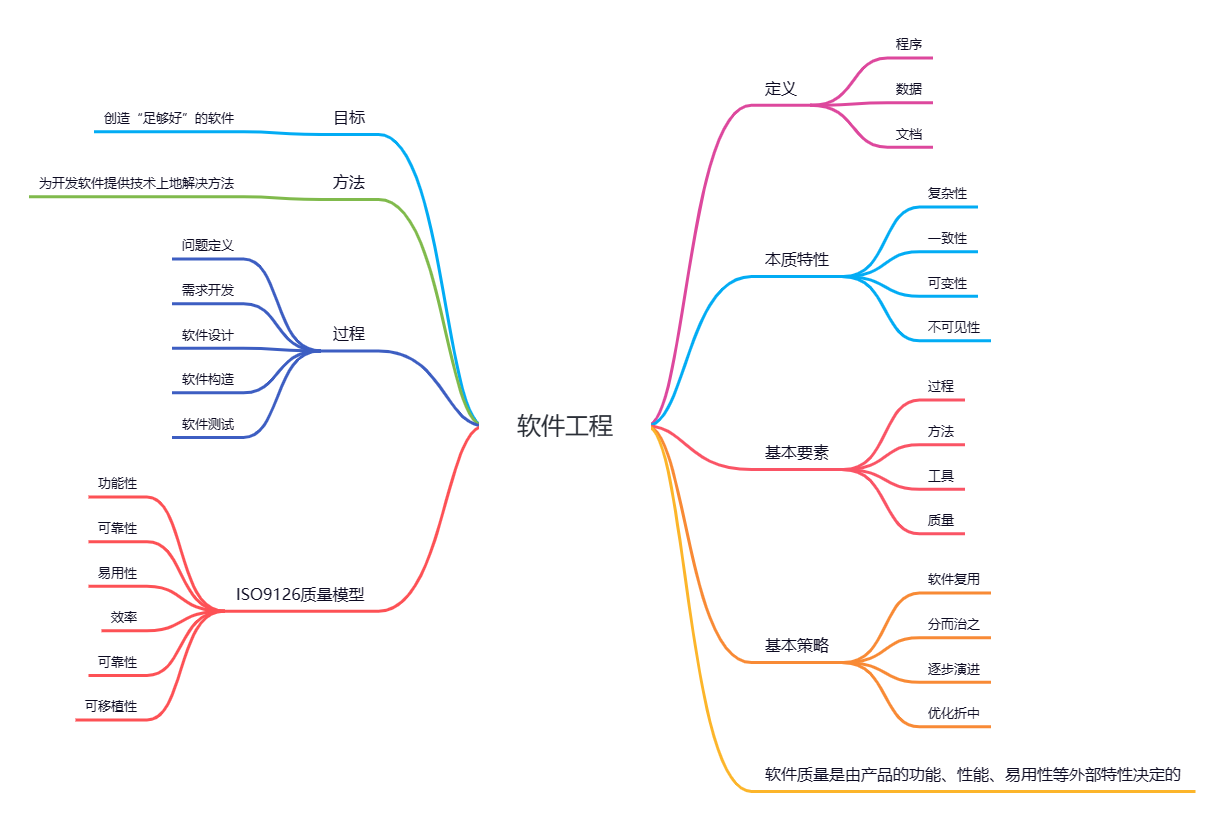 软件工程
定义
程序
数据
文档
本质特性
复杂性
一致性
可变性
不可见性
基本要素
过程
方法
工具
质量
基本策略
软件复用
分而治之
逐步演进
优化折中
软件质量是由产品的功能、性能、易用性等外部特性决定的
目标
创造“足够好”的软件
方法
为开发软件提供技术上地解决方法
过程
问题定义
需求开发
软件设计
软件构造
软件测试
ISO9126质量模型
功能性
可靠性
易用性
效率
可靠性
可移植性